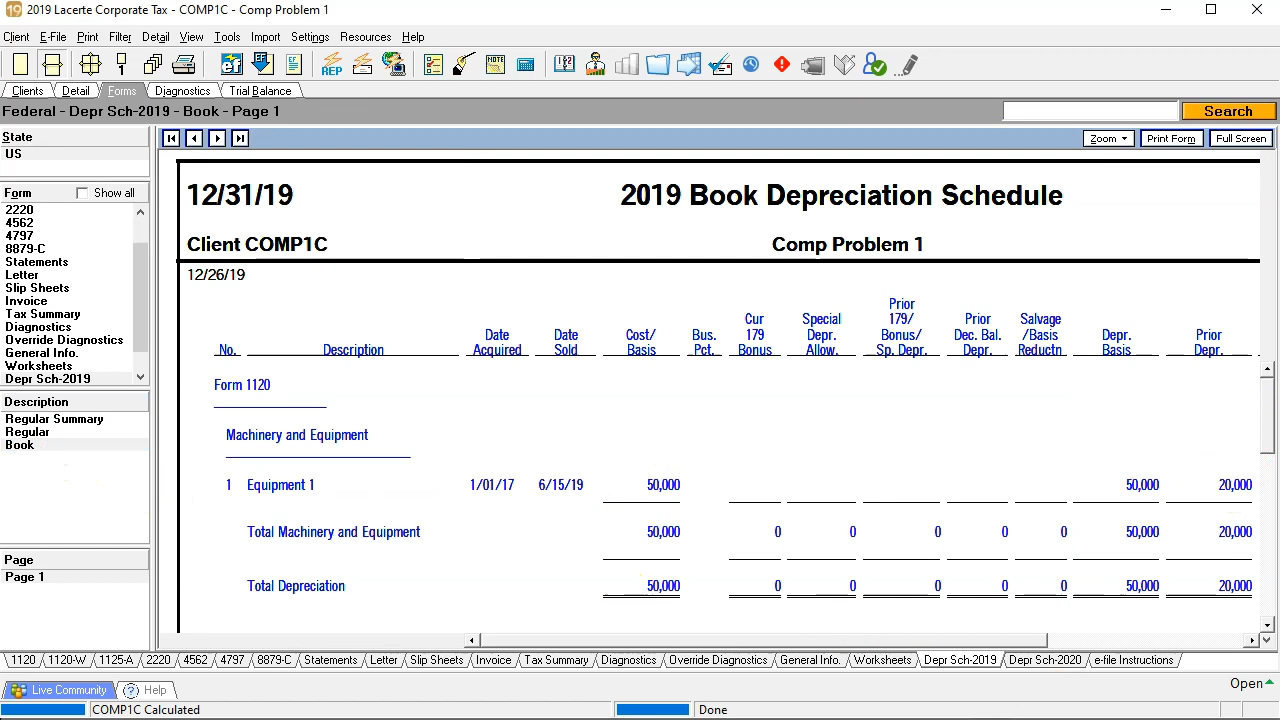 19 2019 Lacerte Corporate Tax - COMP1C - Comp Problem 1
Client E-File Print Filter Detail View Tools Import Settings Resources Help
1 REP NOTE
Clients Detail Forms Diagnostics Trial Balance
Federal - Depr Sch-2019 - Book - Page 1 Search
State
US
Zoom Print Form Full Screen
Form Show all
2220
4562
4797
8879-C
Statements
Letter
Slip Sheets
Invoice
Tax Summary
Diagnostics
Override Diagnostics
General Info.
Worksheets
Depr Sch-2019
Description
Regular Summary
Regular
Book
Page
Page 1
12/31/19 2019 Book Depreciation Schedule
Client COMP1C Comp Problem 1
12/26/19
Prior
Cur Special 179/ Prior Salvage
Date Date Cost/ Bus. 179 Depr. Bonus/ Dec. Bal. /Basis Depr. Prior
No. Description Acquired Sold Basis Pct. Bonus Allow. Sp. Depr. Depr. Reductn Basis Depr.
Form 1120
Machinery and Equipment
1 Equipment 1 1/01/17 6/15/19 50,000 50,000 20,000
Total Machinery and Equipment 50,000 0 0 0 0 0 50,000 20,000
Total Depreciation 50,000 0 0 0 0 0 50,000 20,000
1120 1120-W 1125-A 2220 4562 4797 8879-C Statements Letter Slip Sheets Invoice Tax Summary Diagnostics Override Diagnostics General Info. Worksheets Depr Sch-2019 Depr Sch-2020 e-file Instructions
Open
Live Community ? Help
COMP1C Calculated Done